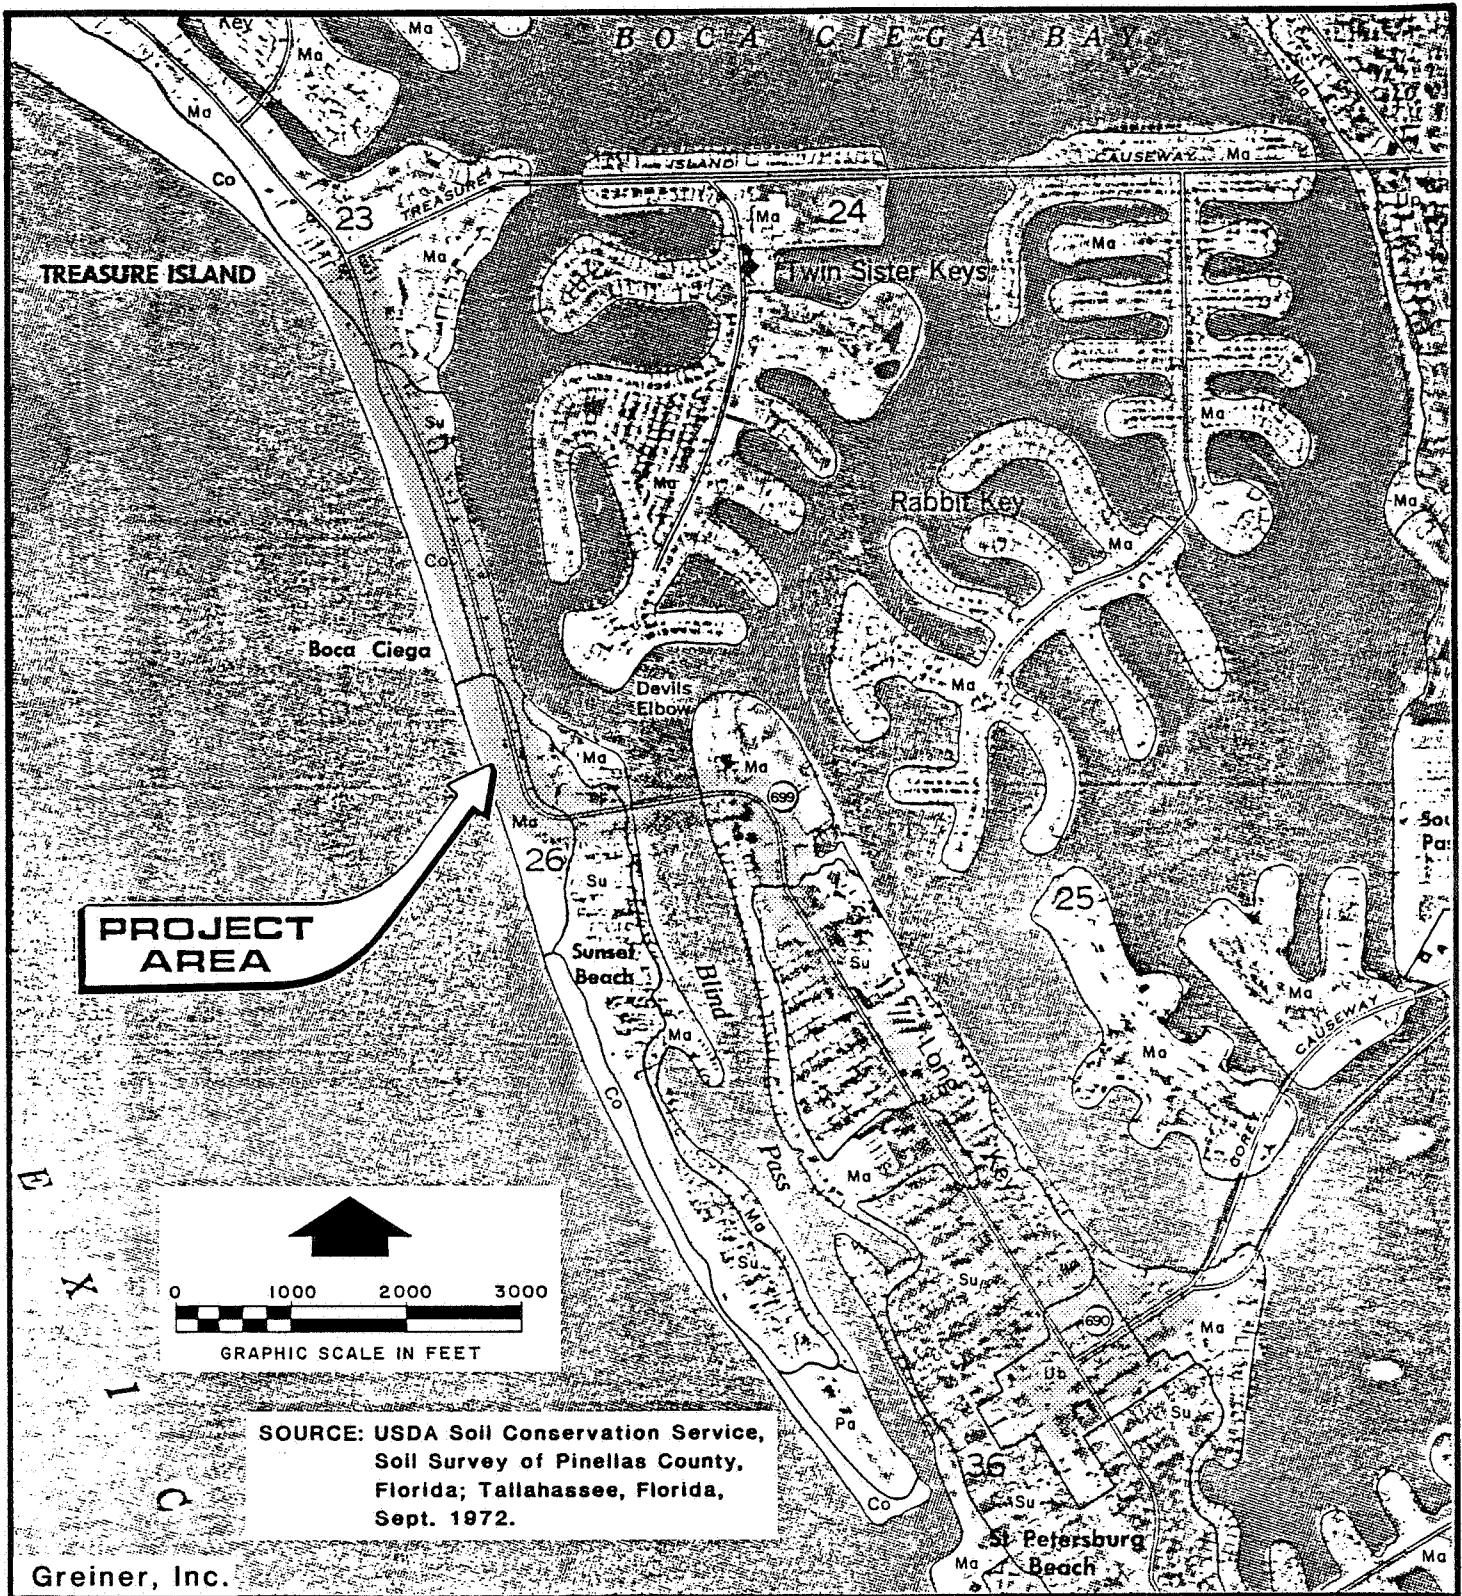 BOCA CIEGA BAY
Key
Ma
Ma
Ma
Ma
Co
23
TREASURE
ISLAND
CAUSEWAY
Ma
Up
TREASURE ISLAND
Ma
Ma
24
Twin Sister Keys
Ma
Su
Ma
Ma
Rabbit Key
Ma
Ma
Co
Boca Ciega
Devils
Elbow
Ma
Ma
Ma
699
Ma
26
Su
PROJECT
AREA
Sunset
Beach
Blind
Pass
Su
Long Key
25
Ma
Ma
CAUSEWAY
COREY
Ma
Co
Ma
Ma
Su
Su
690
Ma
Ub
Su
Pa
Co
36
Su
St Petersburg
Beach
Ma
Ma
E
X
I
C
0 1000 2000 3000
GRAPHIC SCALE IN FEET
SOURCE: USDA Soil Conservation Service,
Soil Survey of Pinellas County,
Florida; Tallahassee, Florida,
Sept. 1972.
Greiner, Inc.